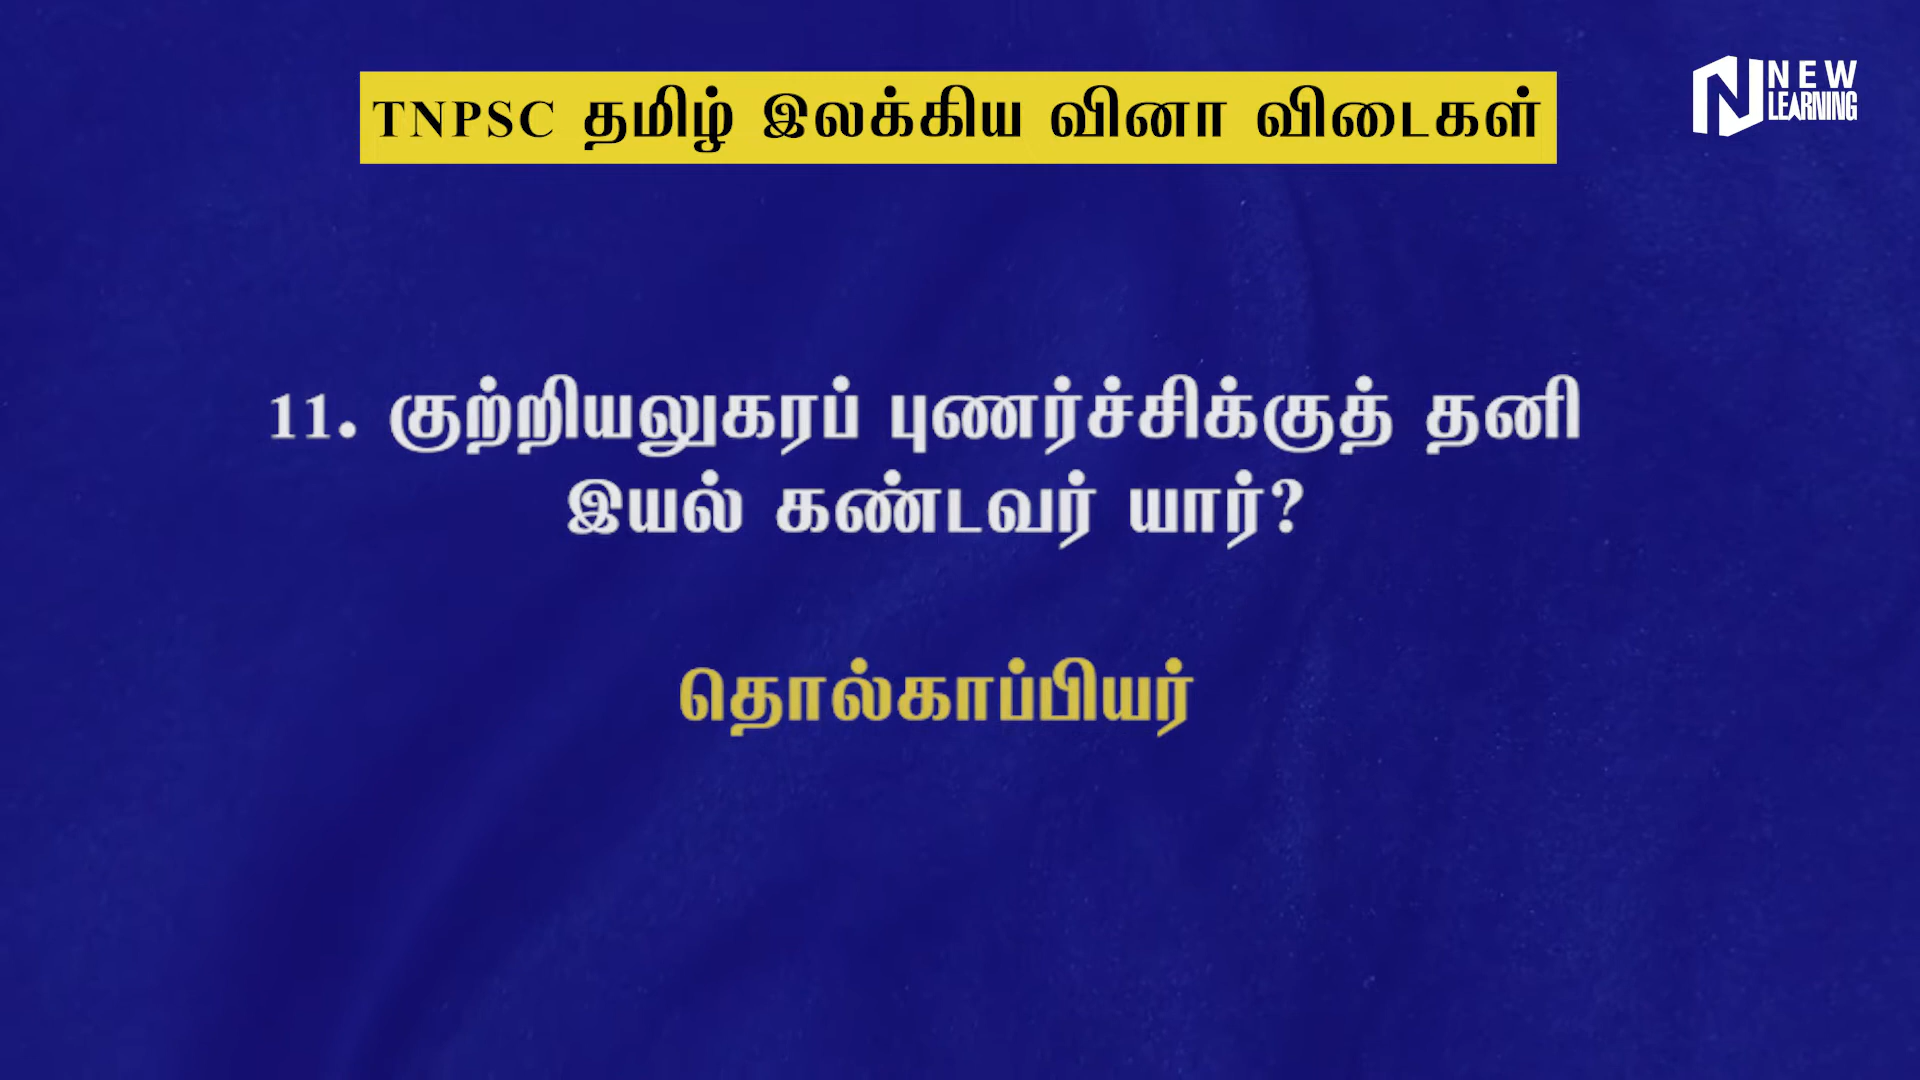 TNPSC தமிழ் இலக்கிய வினா விடைகள்
NEW
LEARNING
11. குற்றியலுகரப் புணர்ச்சிக்குத் தனி
இயல் கண்டவர் யார்?
தொல்காப்பியர்